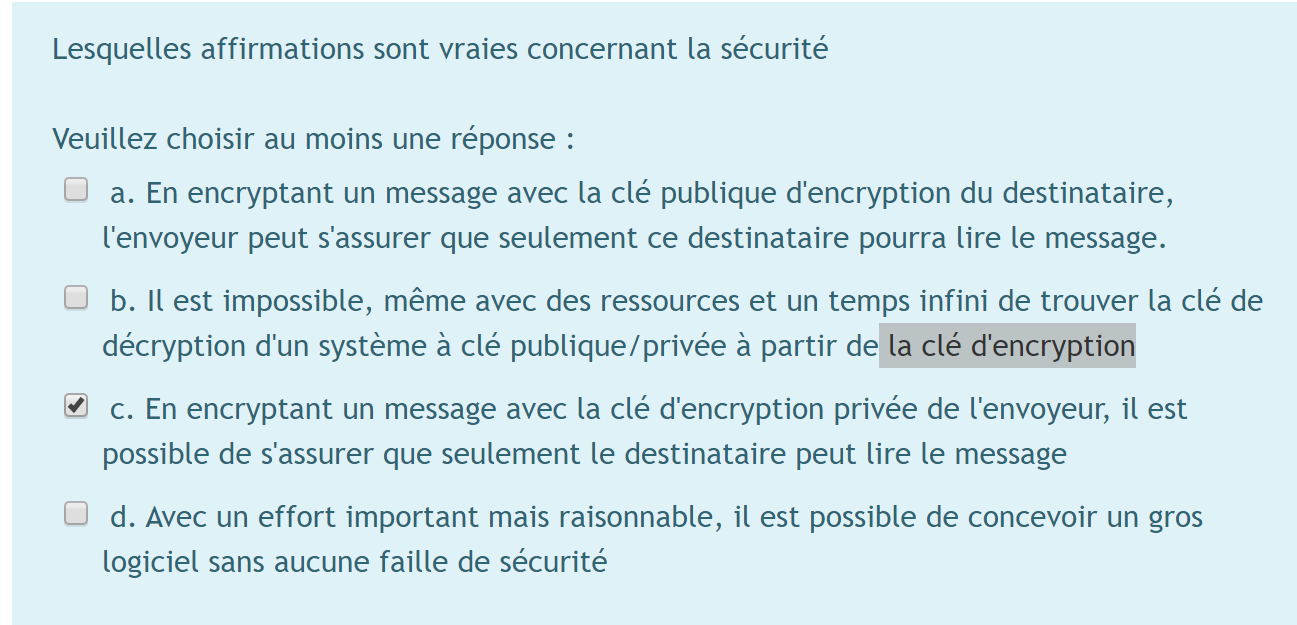 Lesquelles affirmations sont vraies concernant la sécurité
Veuillez choisir au moins une réponse :
a. En encryptant un message avec la clé publique d'encryption du destinataire,
l'envoyeur peut s'assurer que seulement ce destinataire pourra lire le message.
b. Il est impossible, même avec des ressources et un temps infini de trouver la clé de
décryption d'un système à clé publique/privée à partir de la clé d'encryption
c. En encryptant un message avec la clé d'encryption privée de l'envoyeur, il est
possible de s'assurer que seulement le destinataire peut lire le message
d. Avec un effort important mais raisonnable, il est possible de concevoir un gros
logiciel sans aucune faille de sécurité